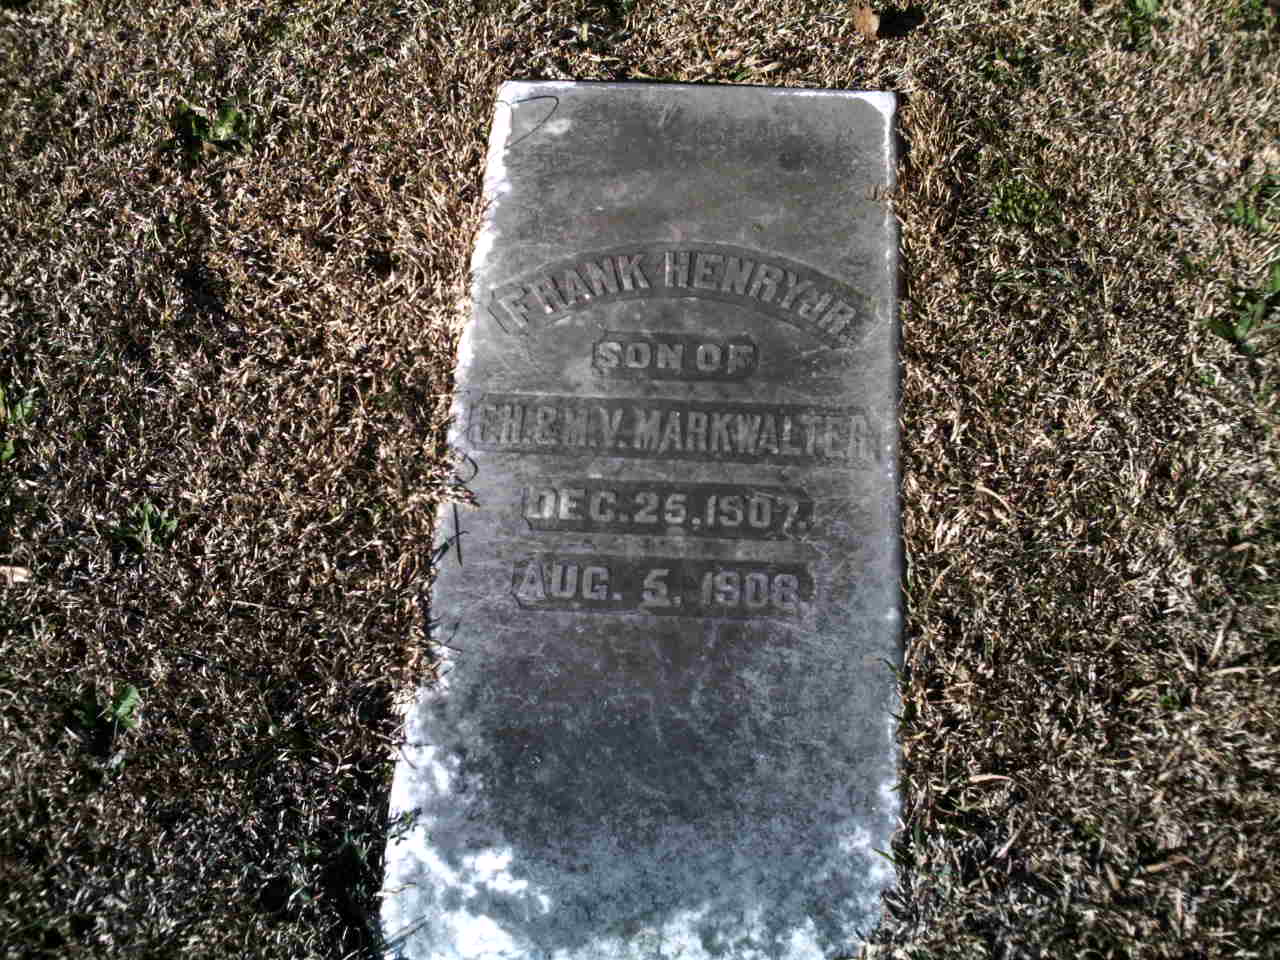 FRANK HENRY JR.
SON OF
H. & M. V. MARKWALTER.
DEC. 25, 1907.
AUG. 5, 1908.